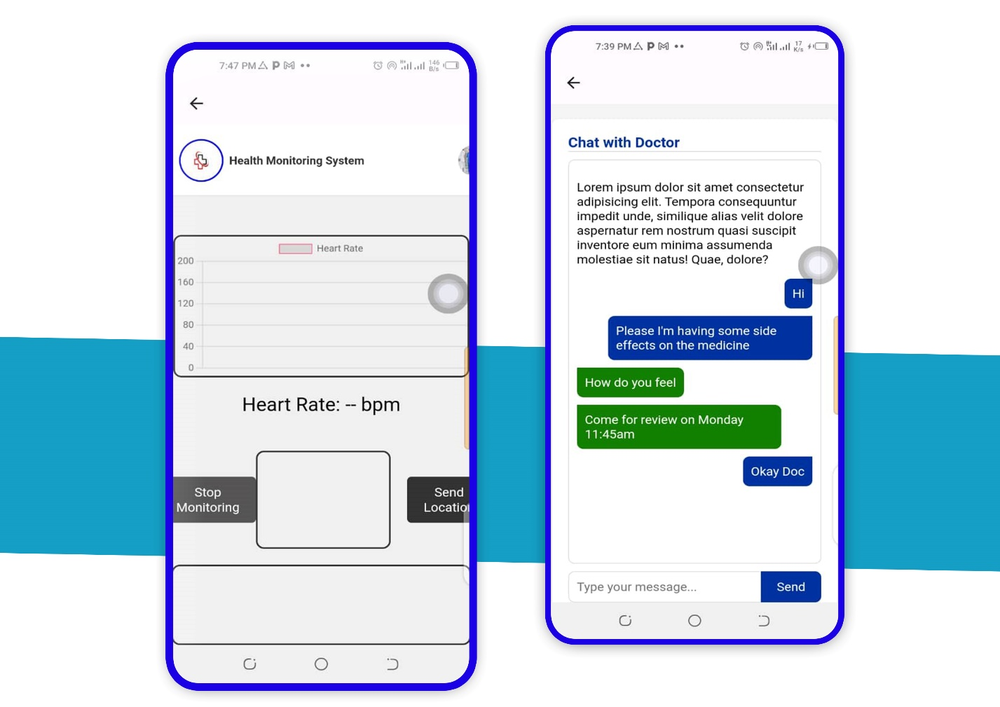 7:47 PM
146
B/s
Health Monitoring System
Heart Rate
200
160
120
80
40
0
Heart Rate: -- bpm
Stop
Monitoring
Send
Location
7:39 PM
17
K/s
Chat with Doctor
Lorem ipsum dolor sit amet consectetur
adipisicing elit. Tempora consequuntur
impedit unde, similique alias velit dolore
aspernatur rem nostrum quasi suscipit
inventore eum minima assumenda
molestiae sit natus! Quae, dolore?
Hi
Please I'm having some side
effects on the medicine
How do you feel
Come for review on Monday
11:45am
Okay Doc
Type your message...
Send